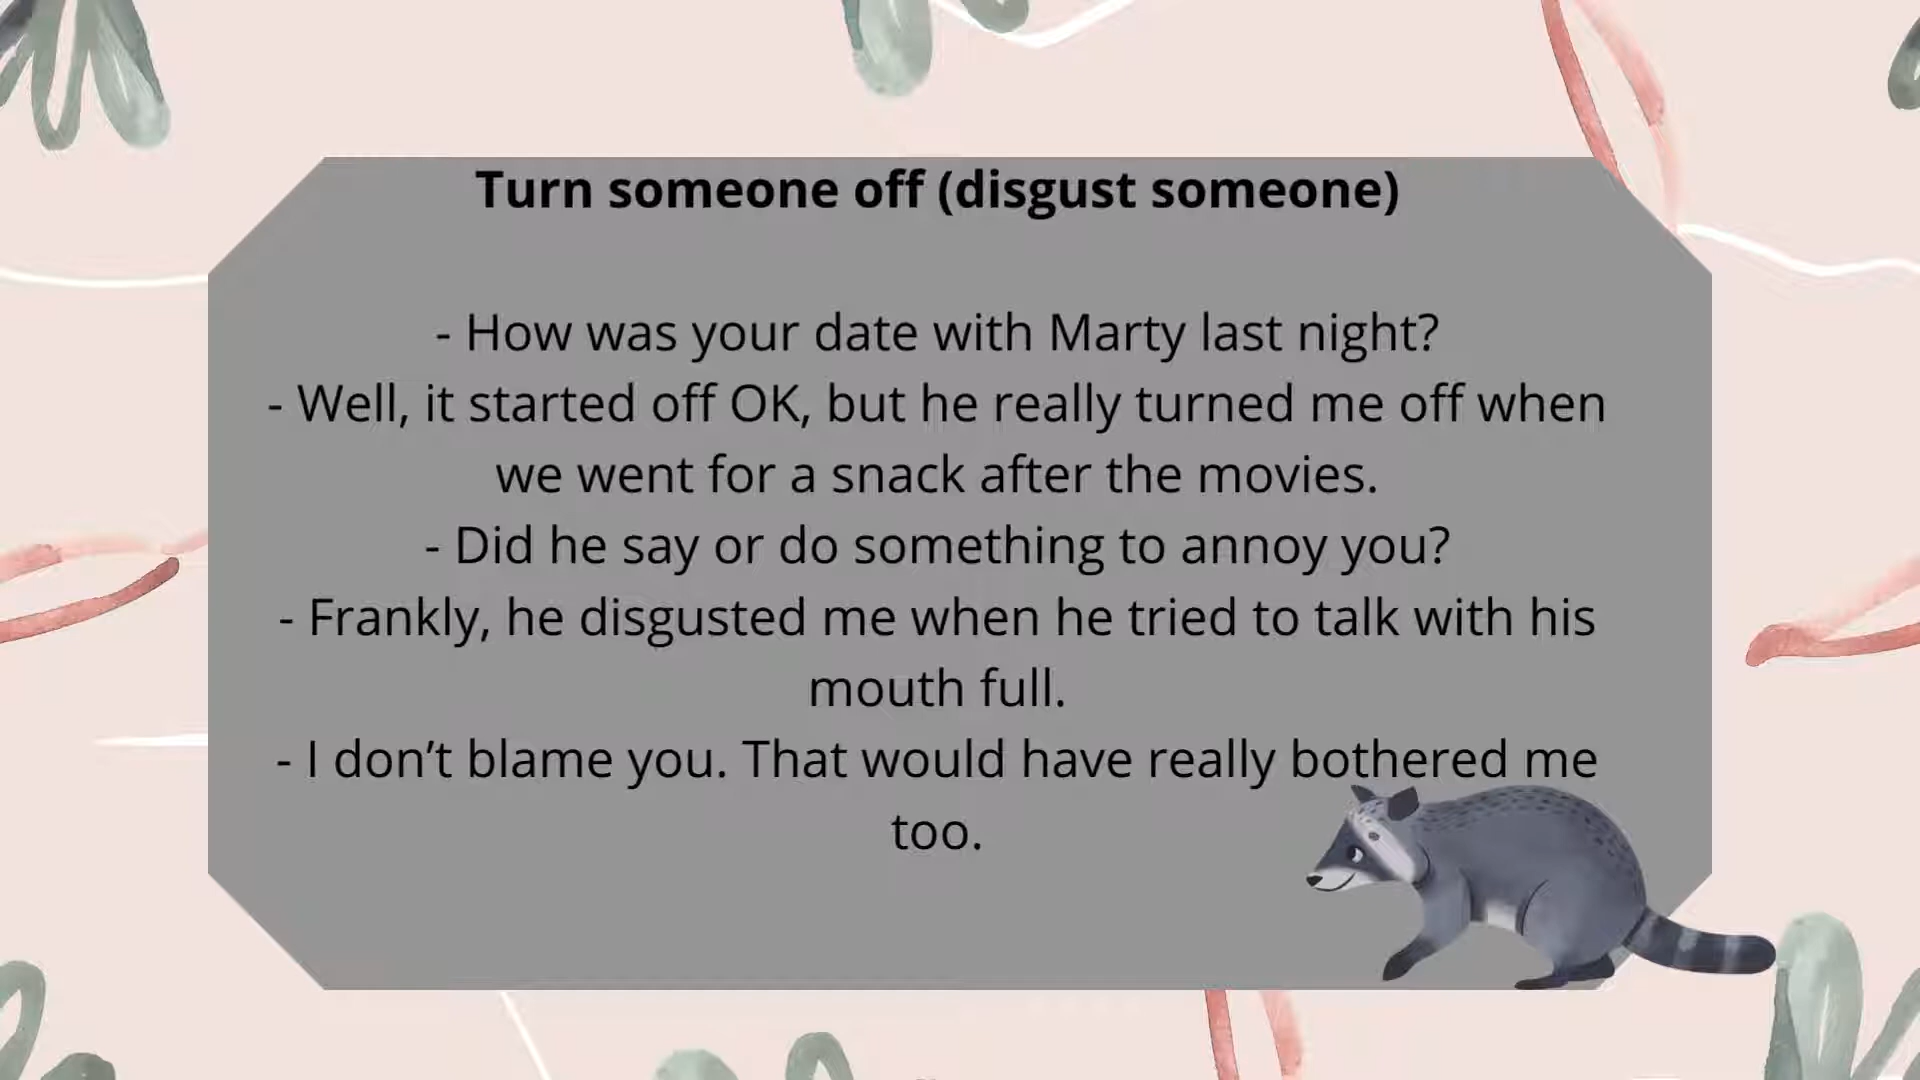 Turn someone off (disgust someone)
- How was your date with Marty last night?
- Well, it started off OK, but he really turned me off when
we went for a snack after the movies.
- Did he say or do something to annoy you?
- Frankly, he disgusted me when he tried to talk with his
mouth full.
- I don’t blame you. That would have really bothered me
too.